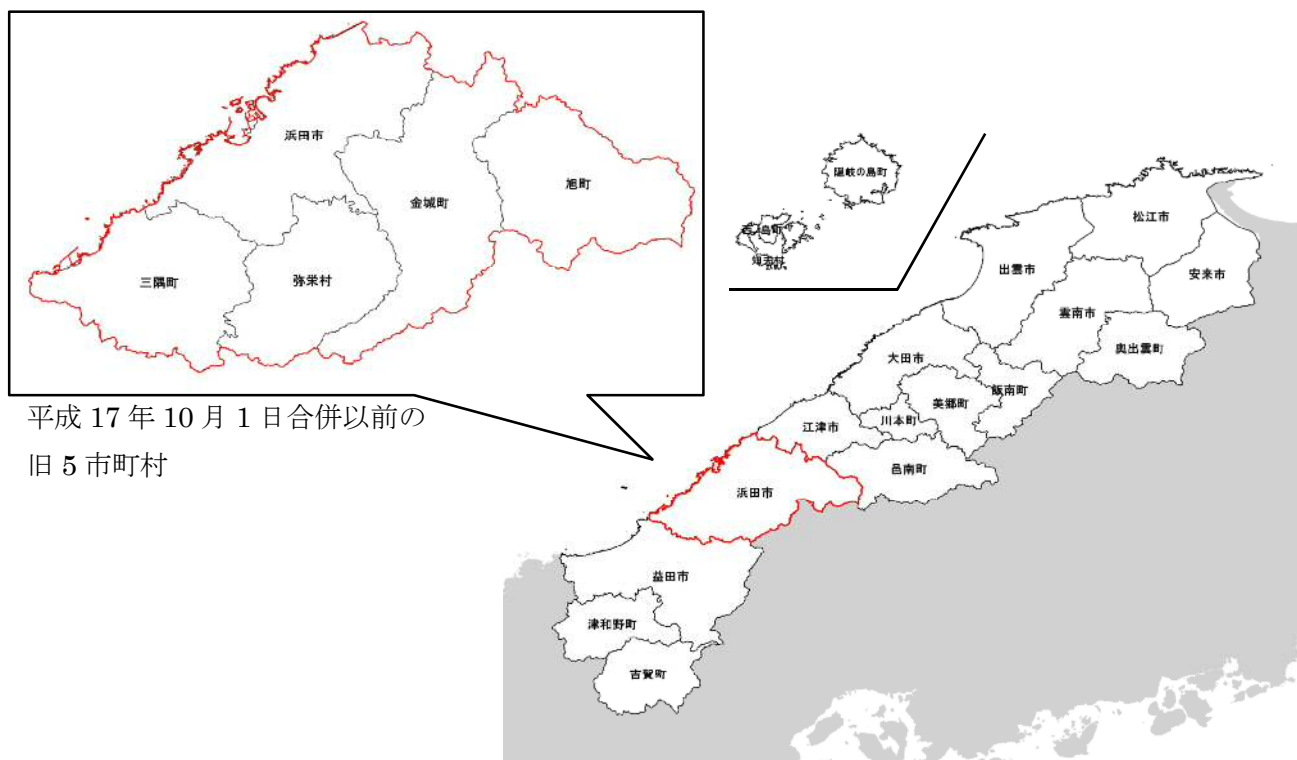 浜田市
旭町
金城町
三隅町
弥栄村
平成 17 年 10 月 1 日合併以前の
旧 5 市町村
隠岐の島町
西ノ島町
松江市
出雲市
安来市
雲南市
奥出雲町
大田市
飯南町
美郷町
川本町
江津市
邑南町
浜田市
益田市
津和野町
吉賀町